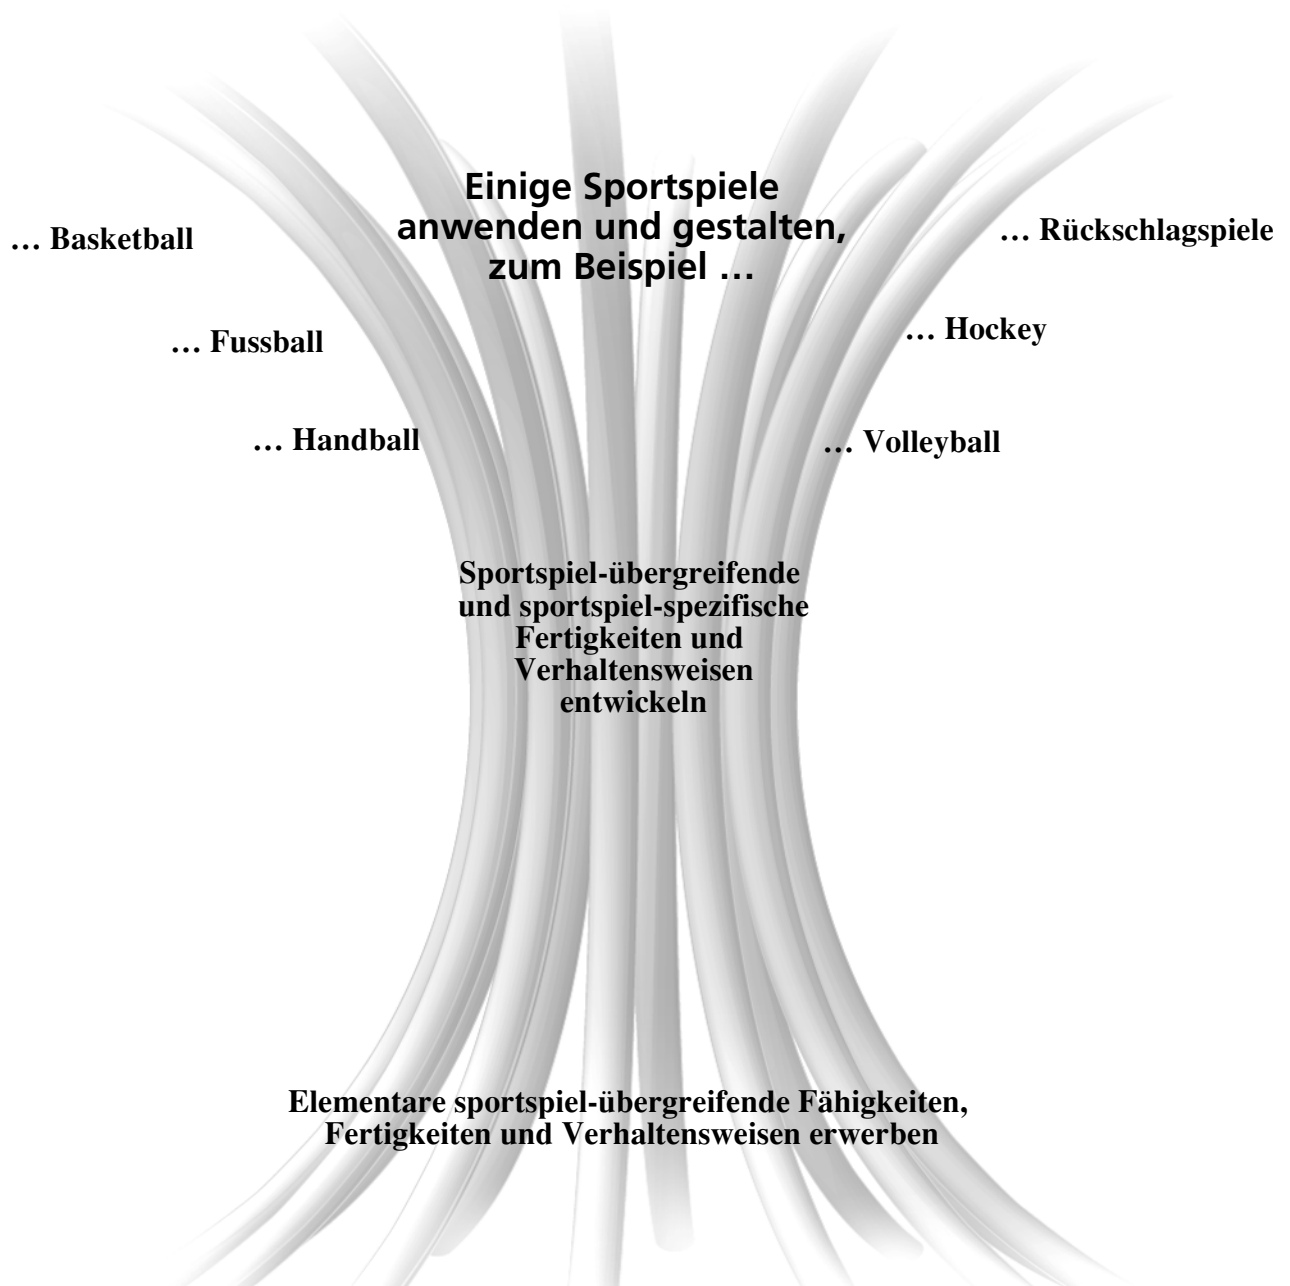 Einige Sportspiele
anwenden und gestalten,
zum Beispiel …
… Basketball
… Rückschlagspiele
… Fussball
… Hockey
… Handball
… Volleyball
Sportspiel-übergreifende
und sportspiel-spezifische
Fertigkeiten und
Verhaltensweisen
entwickeln
Elementare sportspiel-übergreifende Fähigkeiten,
Fertigkeiten und Verhaltensweisen erwerben